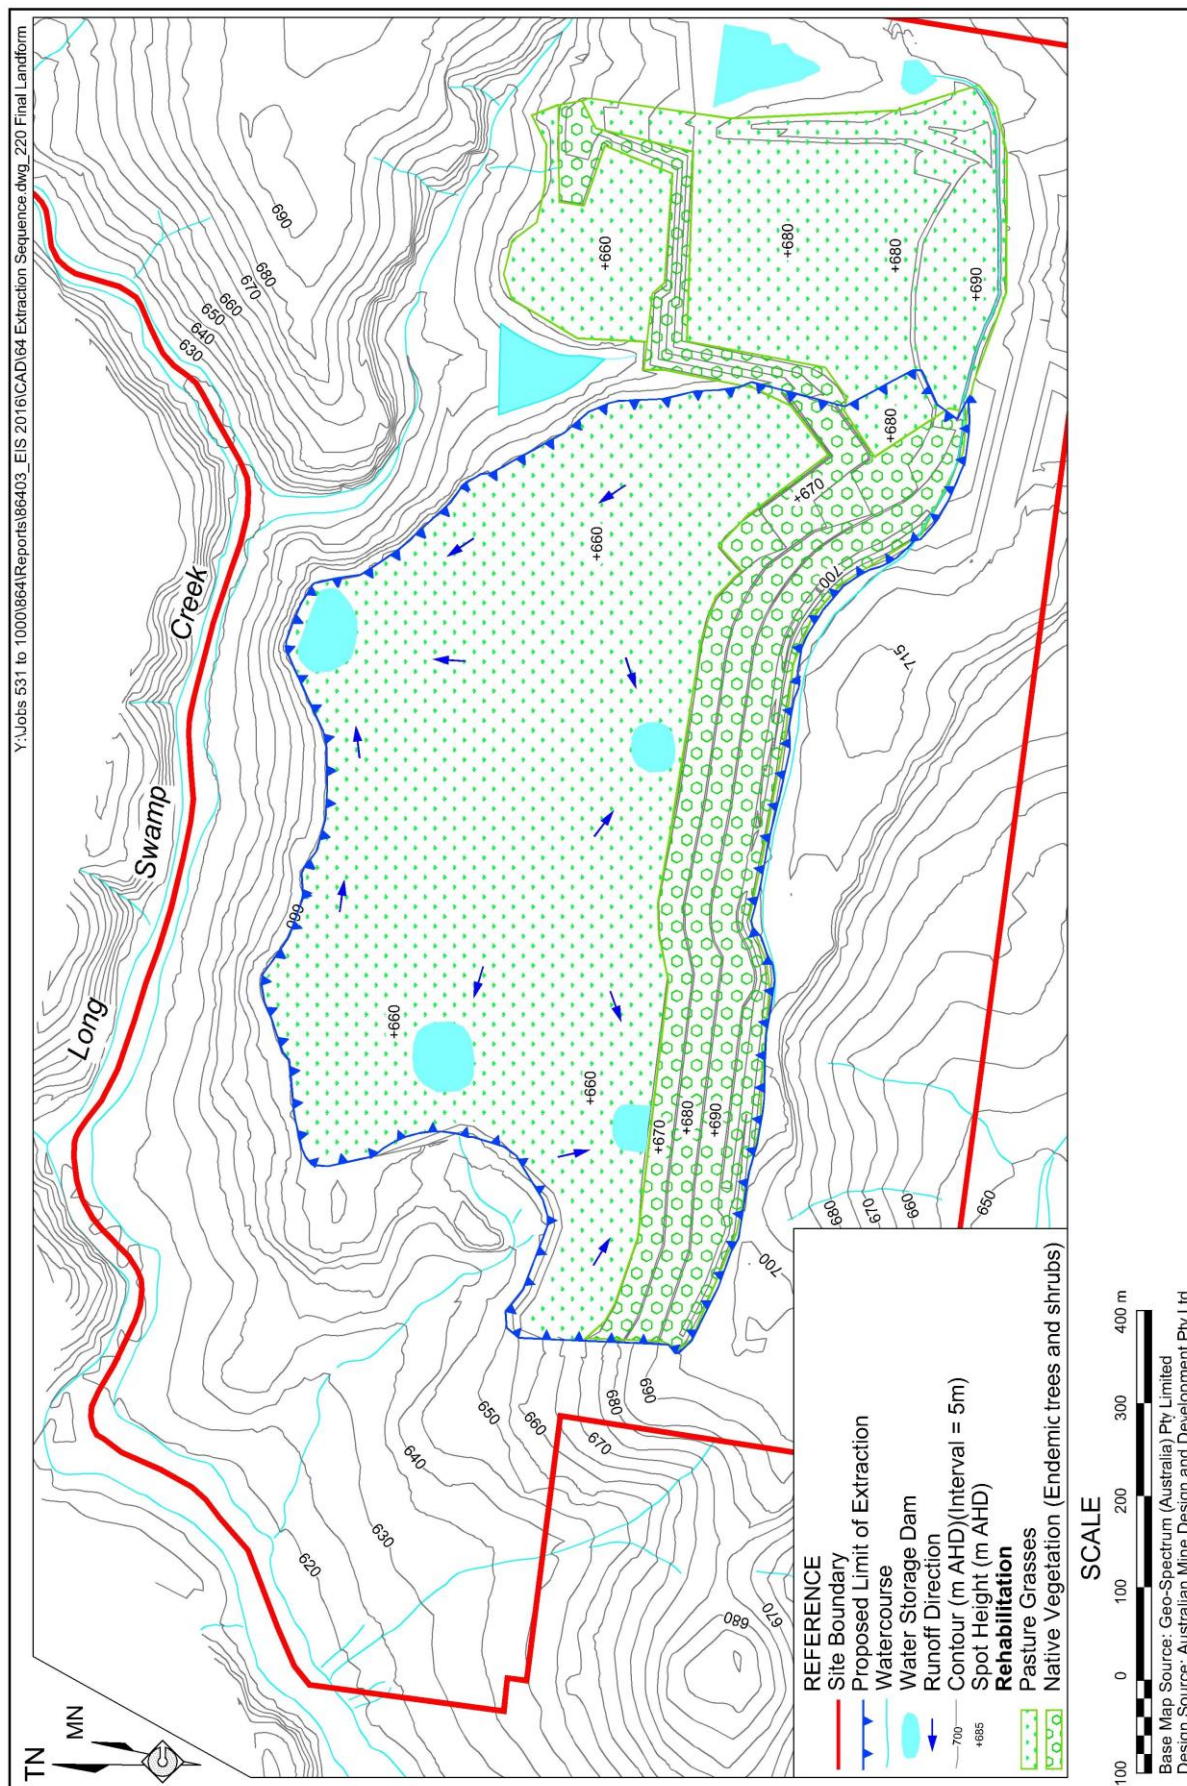 Y:\Jobs 531 to 1000\864\Reports\86403_EIS 2016\CAD\64 Extraction Sequence.dwg_220 Final Landform
TN
MN
Long
Swamp
Creek
690
680
670
660
650
640
630
660
+660
+660
+660
+660
+680
+680
+690
+680
+670
700
715
+670
+680
+690
700
690
680
670
660
650
640
630
620
680
670
680
670
660
650
REFERENCE
Site Boundary
Proposed Limit of Extraction
Watercourse
Water Storage Dam
Runoff Direction
700 Contour (m AHD)(Interval = 5m)
+685 Spot Height (m AHD)
Rehabilitation
Pasture Grasses
Native Vegetation (Endemic trees and shrubs)
SCALE
100 0 100 200 300 400 m
Base Map Source: Geo-Spectrum (Australia) Pty Limited
Design Source: Australian Mine Design and Development Pty Ltd